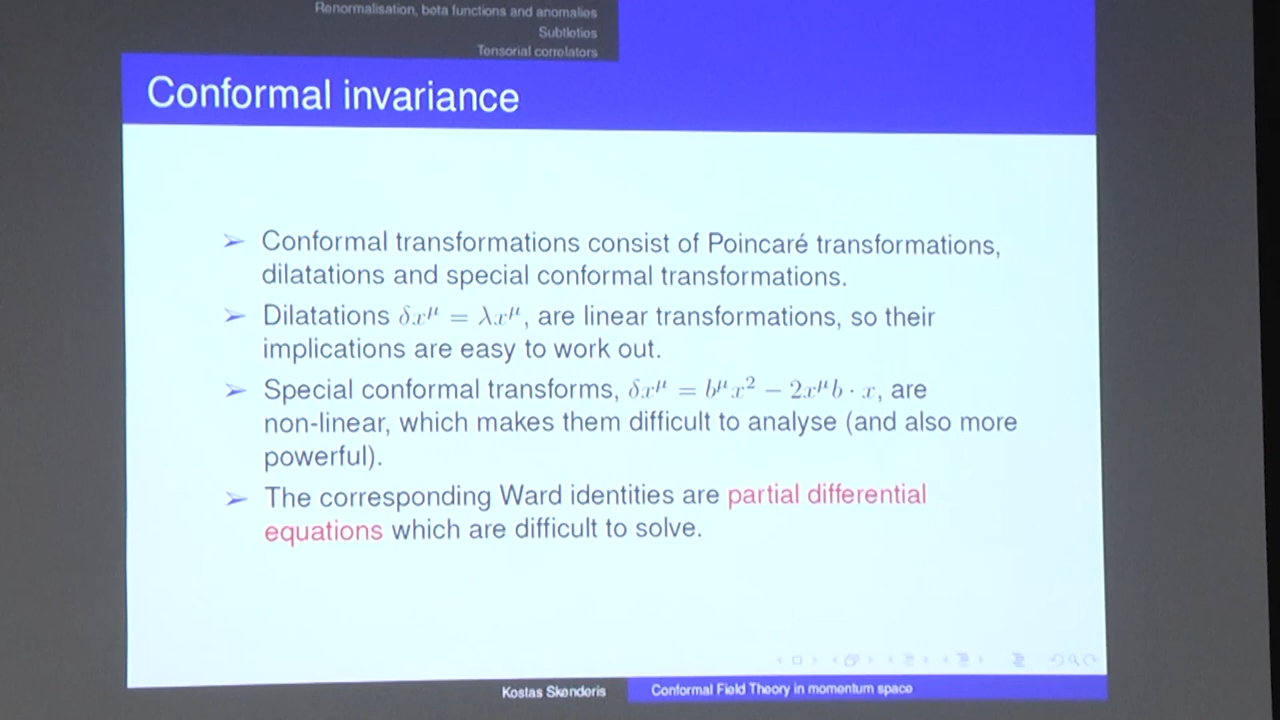 Renormalisation, beta functions and anomalies
Subtleties
Tensorial correlators
Conformal invariance
➢ Conformal transformations consist of Poincaré transformations,
dilatations and special conformal transformations.
➢ Dilatations δx^μ = λx^μ, are linear transformations, so their
implications are easy to work out.
➢ Special conformal transforms, δx^μ = b^μ x² − 2x^μ b · x, are
non-linear, which makes them difficult to analyse (and also more
powerful).
➢ The corresponding Ward identities are partial differential
equations which are difficult to solve.
Kostas Skenderis
Conformal Field Theory in momentum space